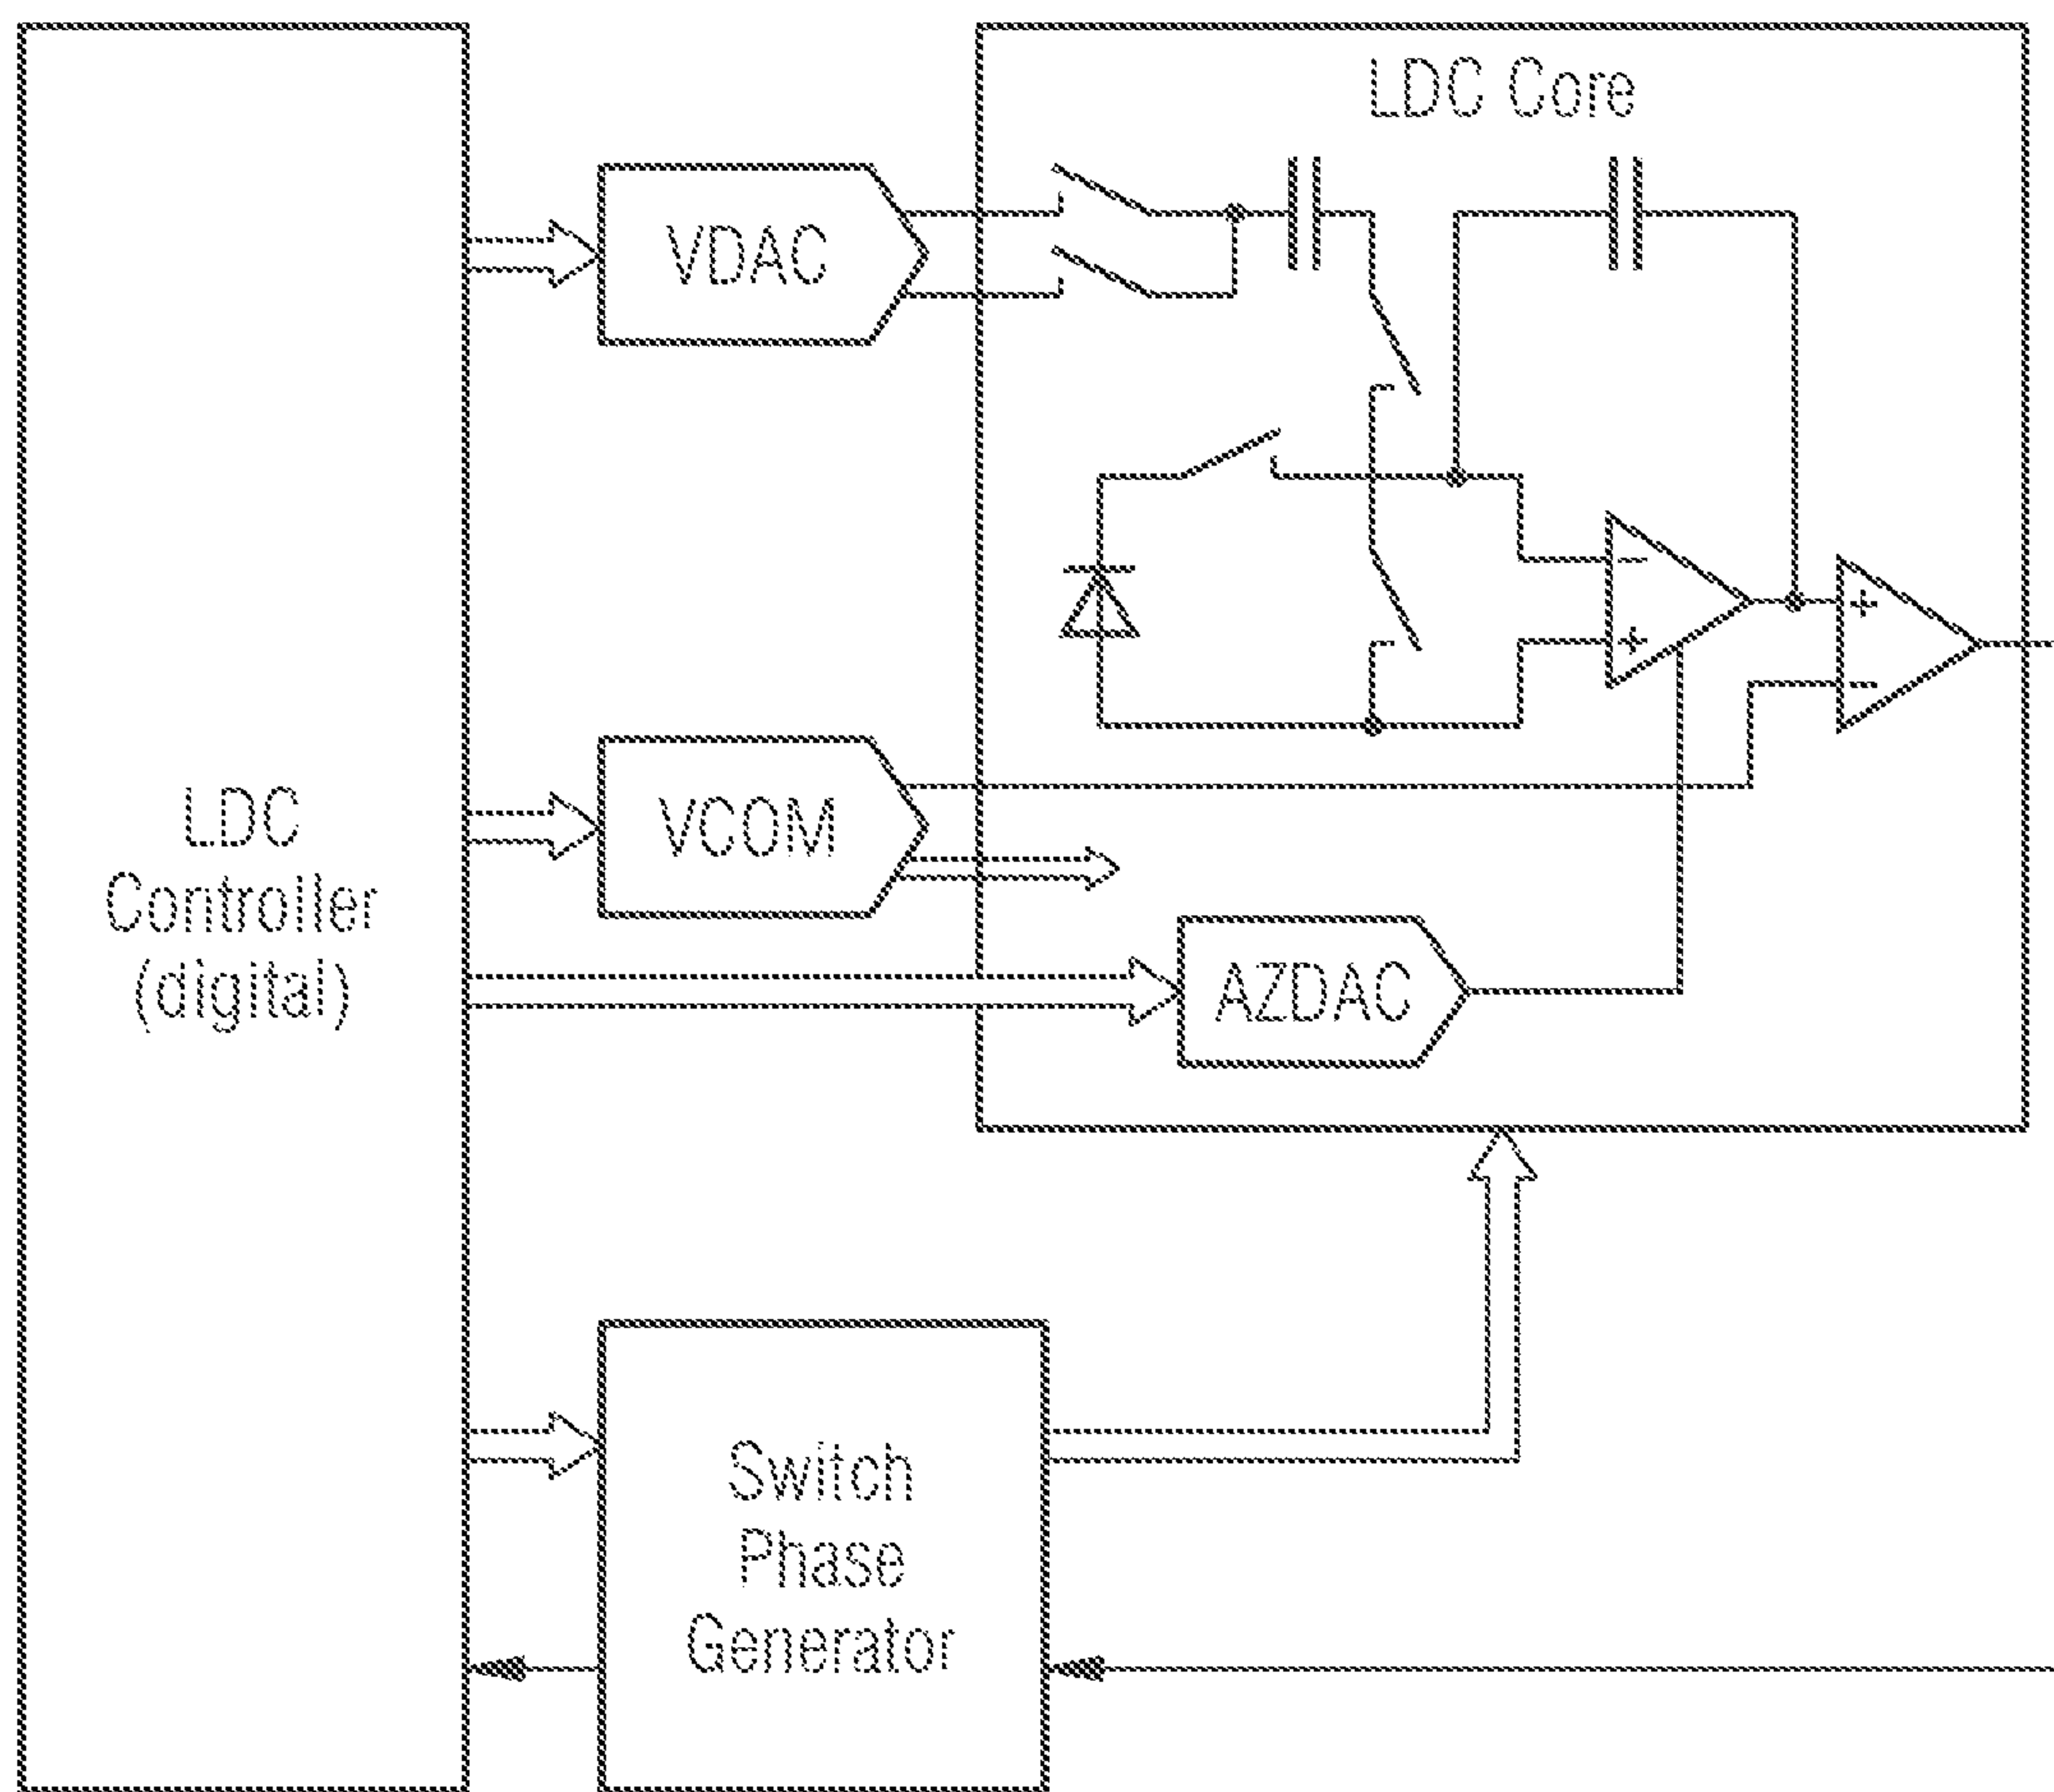 LDC Core
VDAC
−
+
+
−
LDC
Controller
(digital)
VCOM
AZDAC
Switch
Phase
Generator